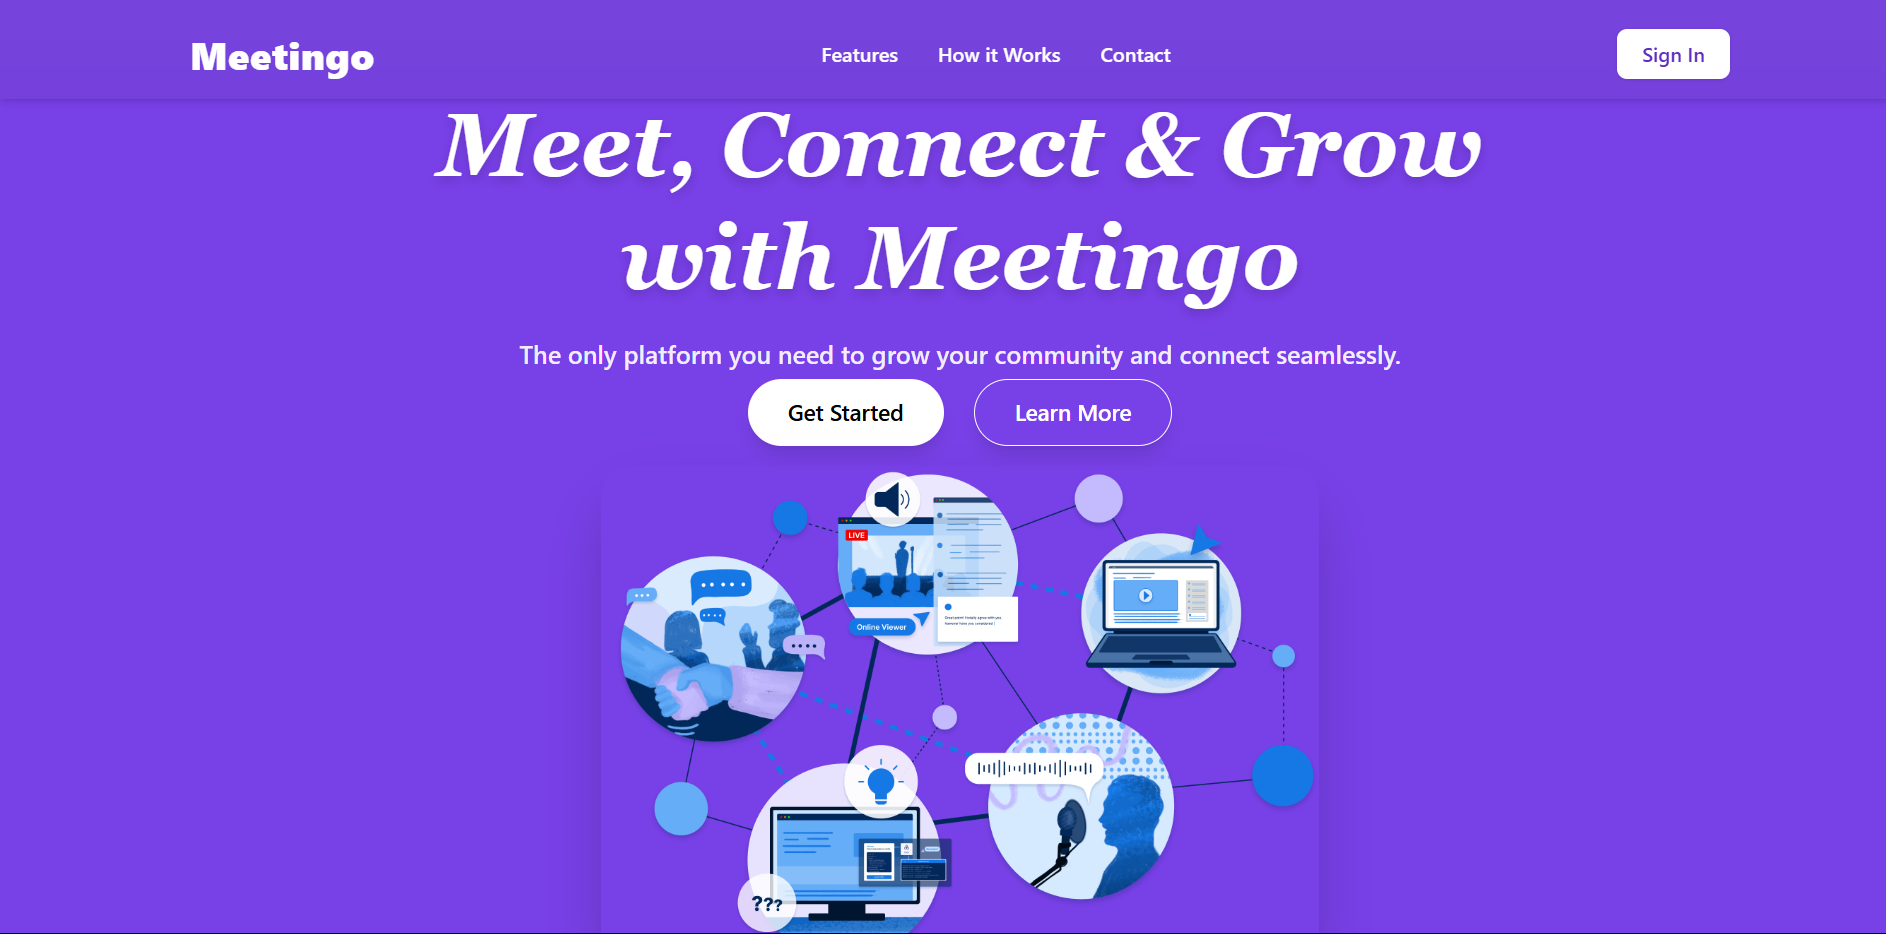 Meetingo
Features
How it Works
Contact
Sign In
Meet, Connect & Grow
with Meetingo
The only platform you need to grow your community and connect seamlessly.
Get Started
Learn More
LIVE
Online Viewer
???